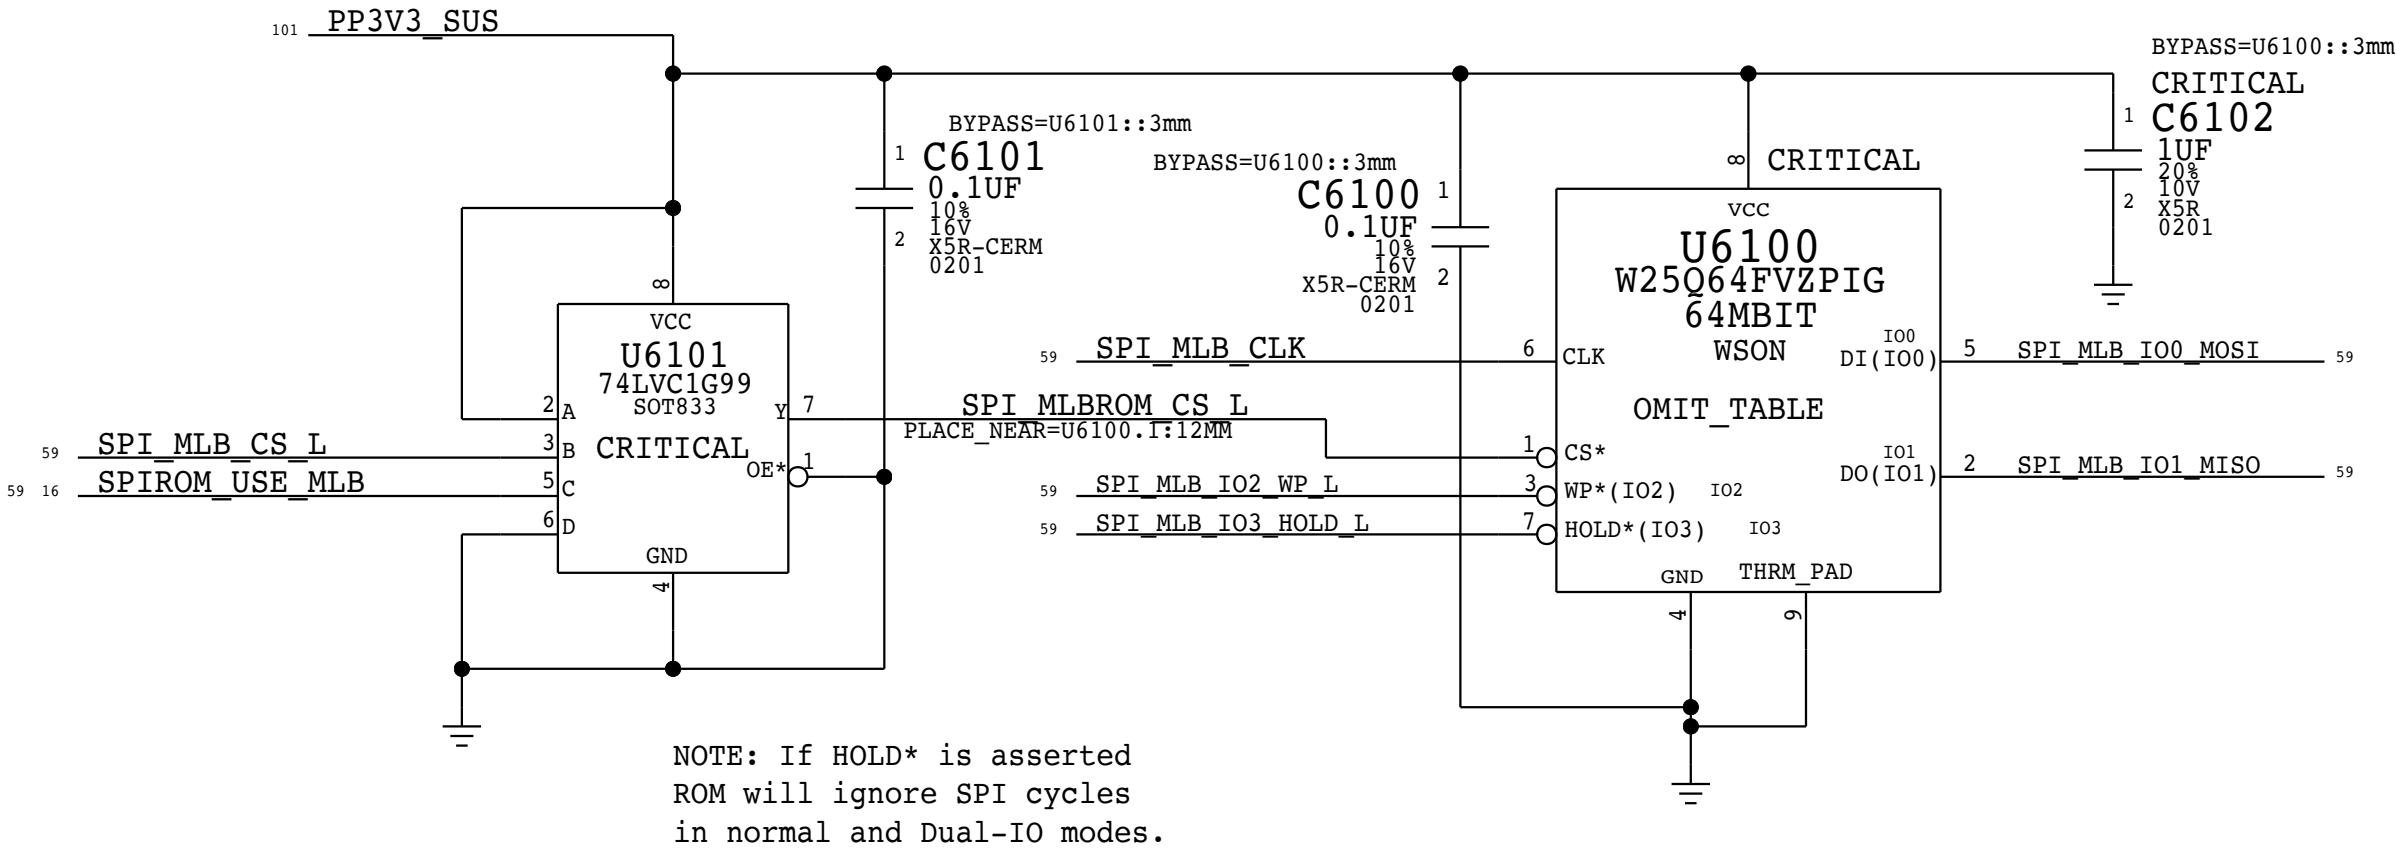 101 PP3V3_SUS
BYPASS=U6101::3mm
1 C6101
0.1UF
10%
16V
2 X5R-CERM
0201
BYPASS=U6100::3mm
C6100 1
0.1UF
10%
16V
X5R-CERM 2
0201
BYPASS=U6100::3mm
CRITICAL
1 C6102
1UF
20%
10V
2 X5R
0201
8
VCC
U6101
74LVC1G99
SOT833
CRITICAL
2 A
3 B
5 C
6 D
Y 7
OE* 1
GND
4
59 SPI_MLB_CS_L
59 16 SPIROM_USE_MLB
8 CRITICAL
VCC
U6100
W25Q64FVZPIG
64MBIT
WSON
OMIT_TABLE
59 SPI_MLB_CLK 6 CLK
SPI_MLBROM_CS_L
PLACE_NEAR=U6100.1:12MM
1 CS*
59 SPI_MLB_IO2_WP_L 3 WP*(IO2) IO2
59 SPI_MLB_IO3_HOLD_L 7 HOLD*(IO3) IO3
IO0
DI(IO0) 5 SPI_MLB_IO0_MOSI 59
IO1
DO(IO1) 2 SPI_MLB_IO1_MISO 59
GND THRM_PAD
4 9
NOTE: If HOLD* is asserted
ROM will ignore SPI cycles
in normal and Dual-IO modes.